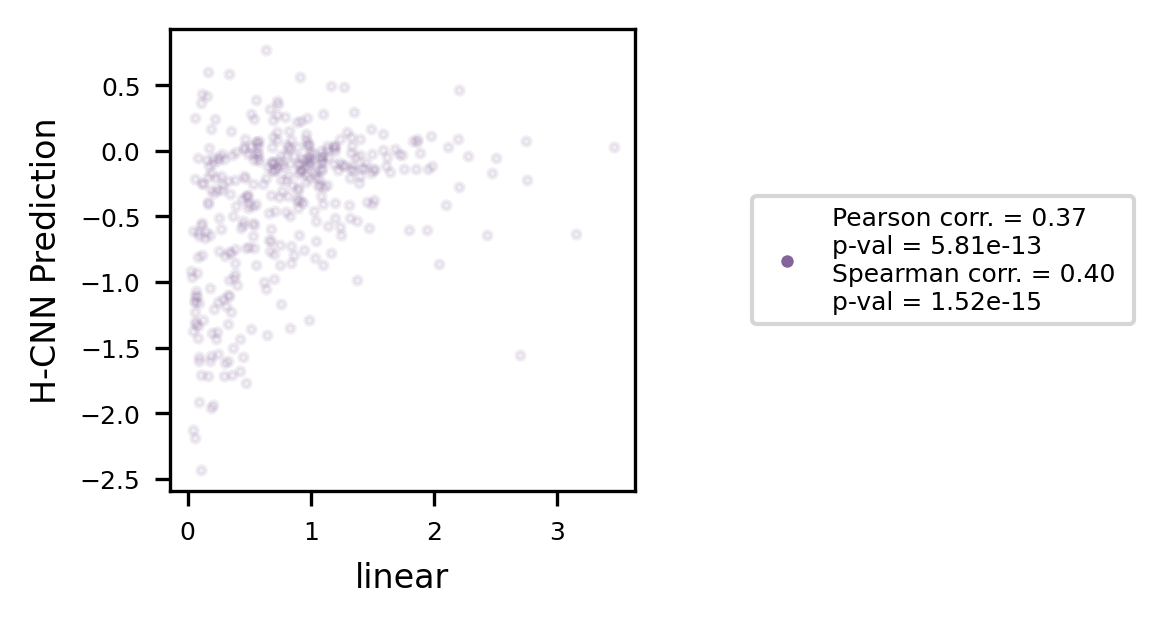 H-CNN Prediction
0.5
0.0
−0.5
−1.0
−1.5
−2.0
−2.5
0 1 2 3
linear
Pearson corr. = 0.37
p-val = 5.81e-13
Spearman corr. = 0.40
p-val = 1.52e-15